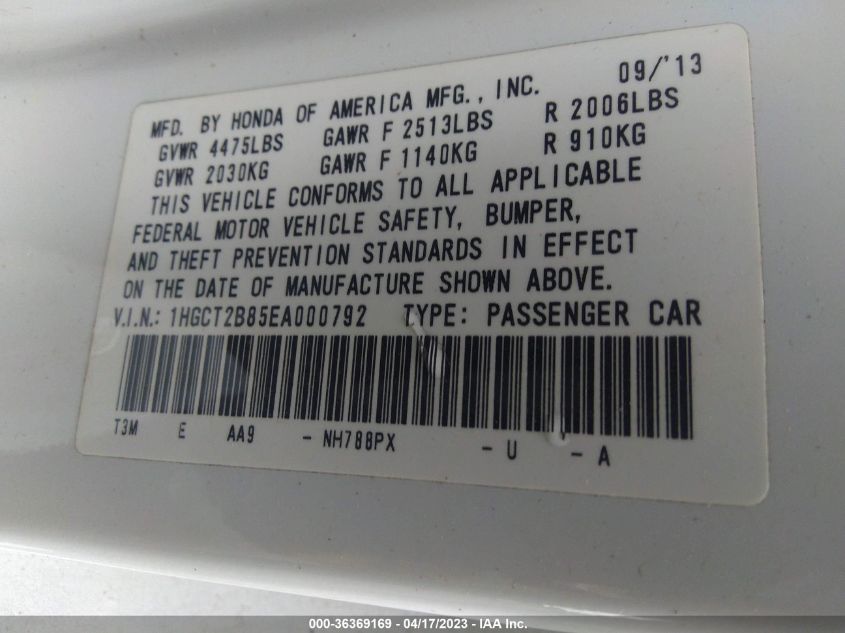 09/'13
MFD. BY HONDA OF AMERICA MFG., INC.
GVWR 4475LBS GAWR F 2513LBS R 2006LBS
GVWR 2030KG GAWR F 1140KG R 910KG
THIS VEHICLE CONFORMS TO ALL APPLICABLE
FEDERAL MOTOR VEHICLE SAFETY, BUMPER,
AND THEFT PREVENTION STANDARDS IN EFFECT
ON THE DATE OF MANUFACTURE SHOWN ABOVE.
V.I.N.: 1HGCT2B85EA000792 TYPE: PASSENGER CAR
T3M E AA9 - NH788PX - U - A
000-36369169 - 04/17/2023 - IAA Inc.